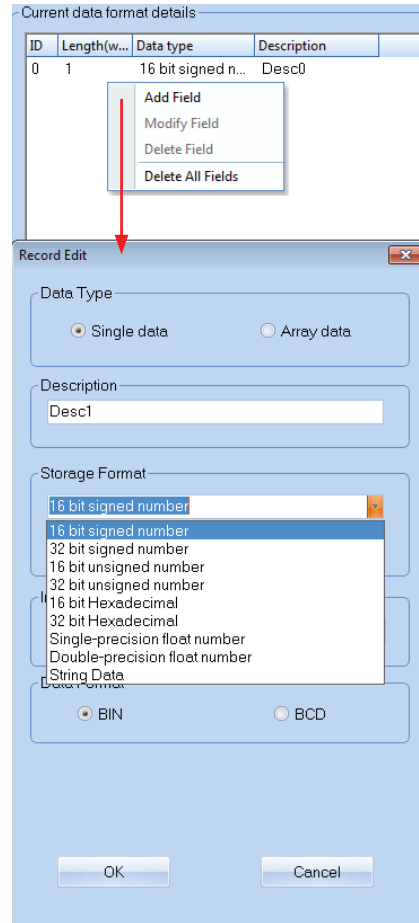 Current data format details
ID Length(w... Data type Description
0 1 16 bit signed n... Desc0
Add Field
Modify Field
Delete Field
Delete All Fields
Record Edit
Data Type
Single data Array data
Description
Desc1
Storage Format
16 bit signed number
16 bit signed number
32 bit signed number
16 bit unsigned number
32 bit unsigned number
16 bit Hexadecimal
32 bit Hexadecimal
Single-precision float number
Double-precision float number
String Data
BIN BCD
OK Cancel